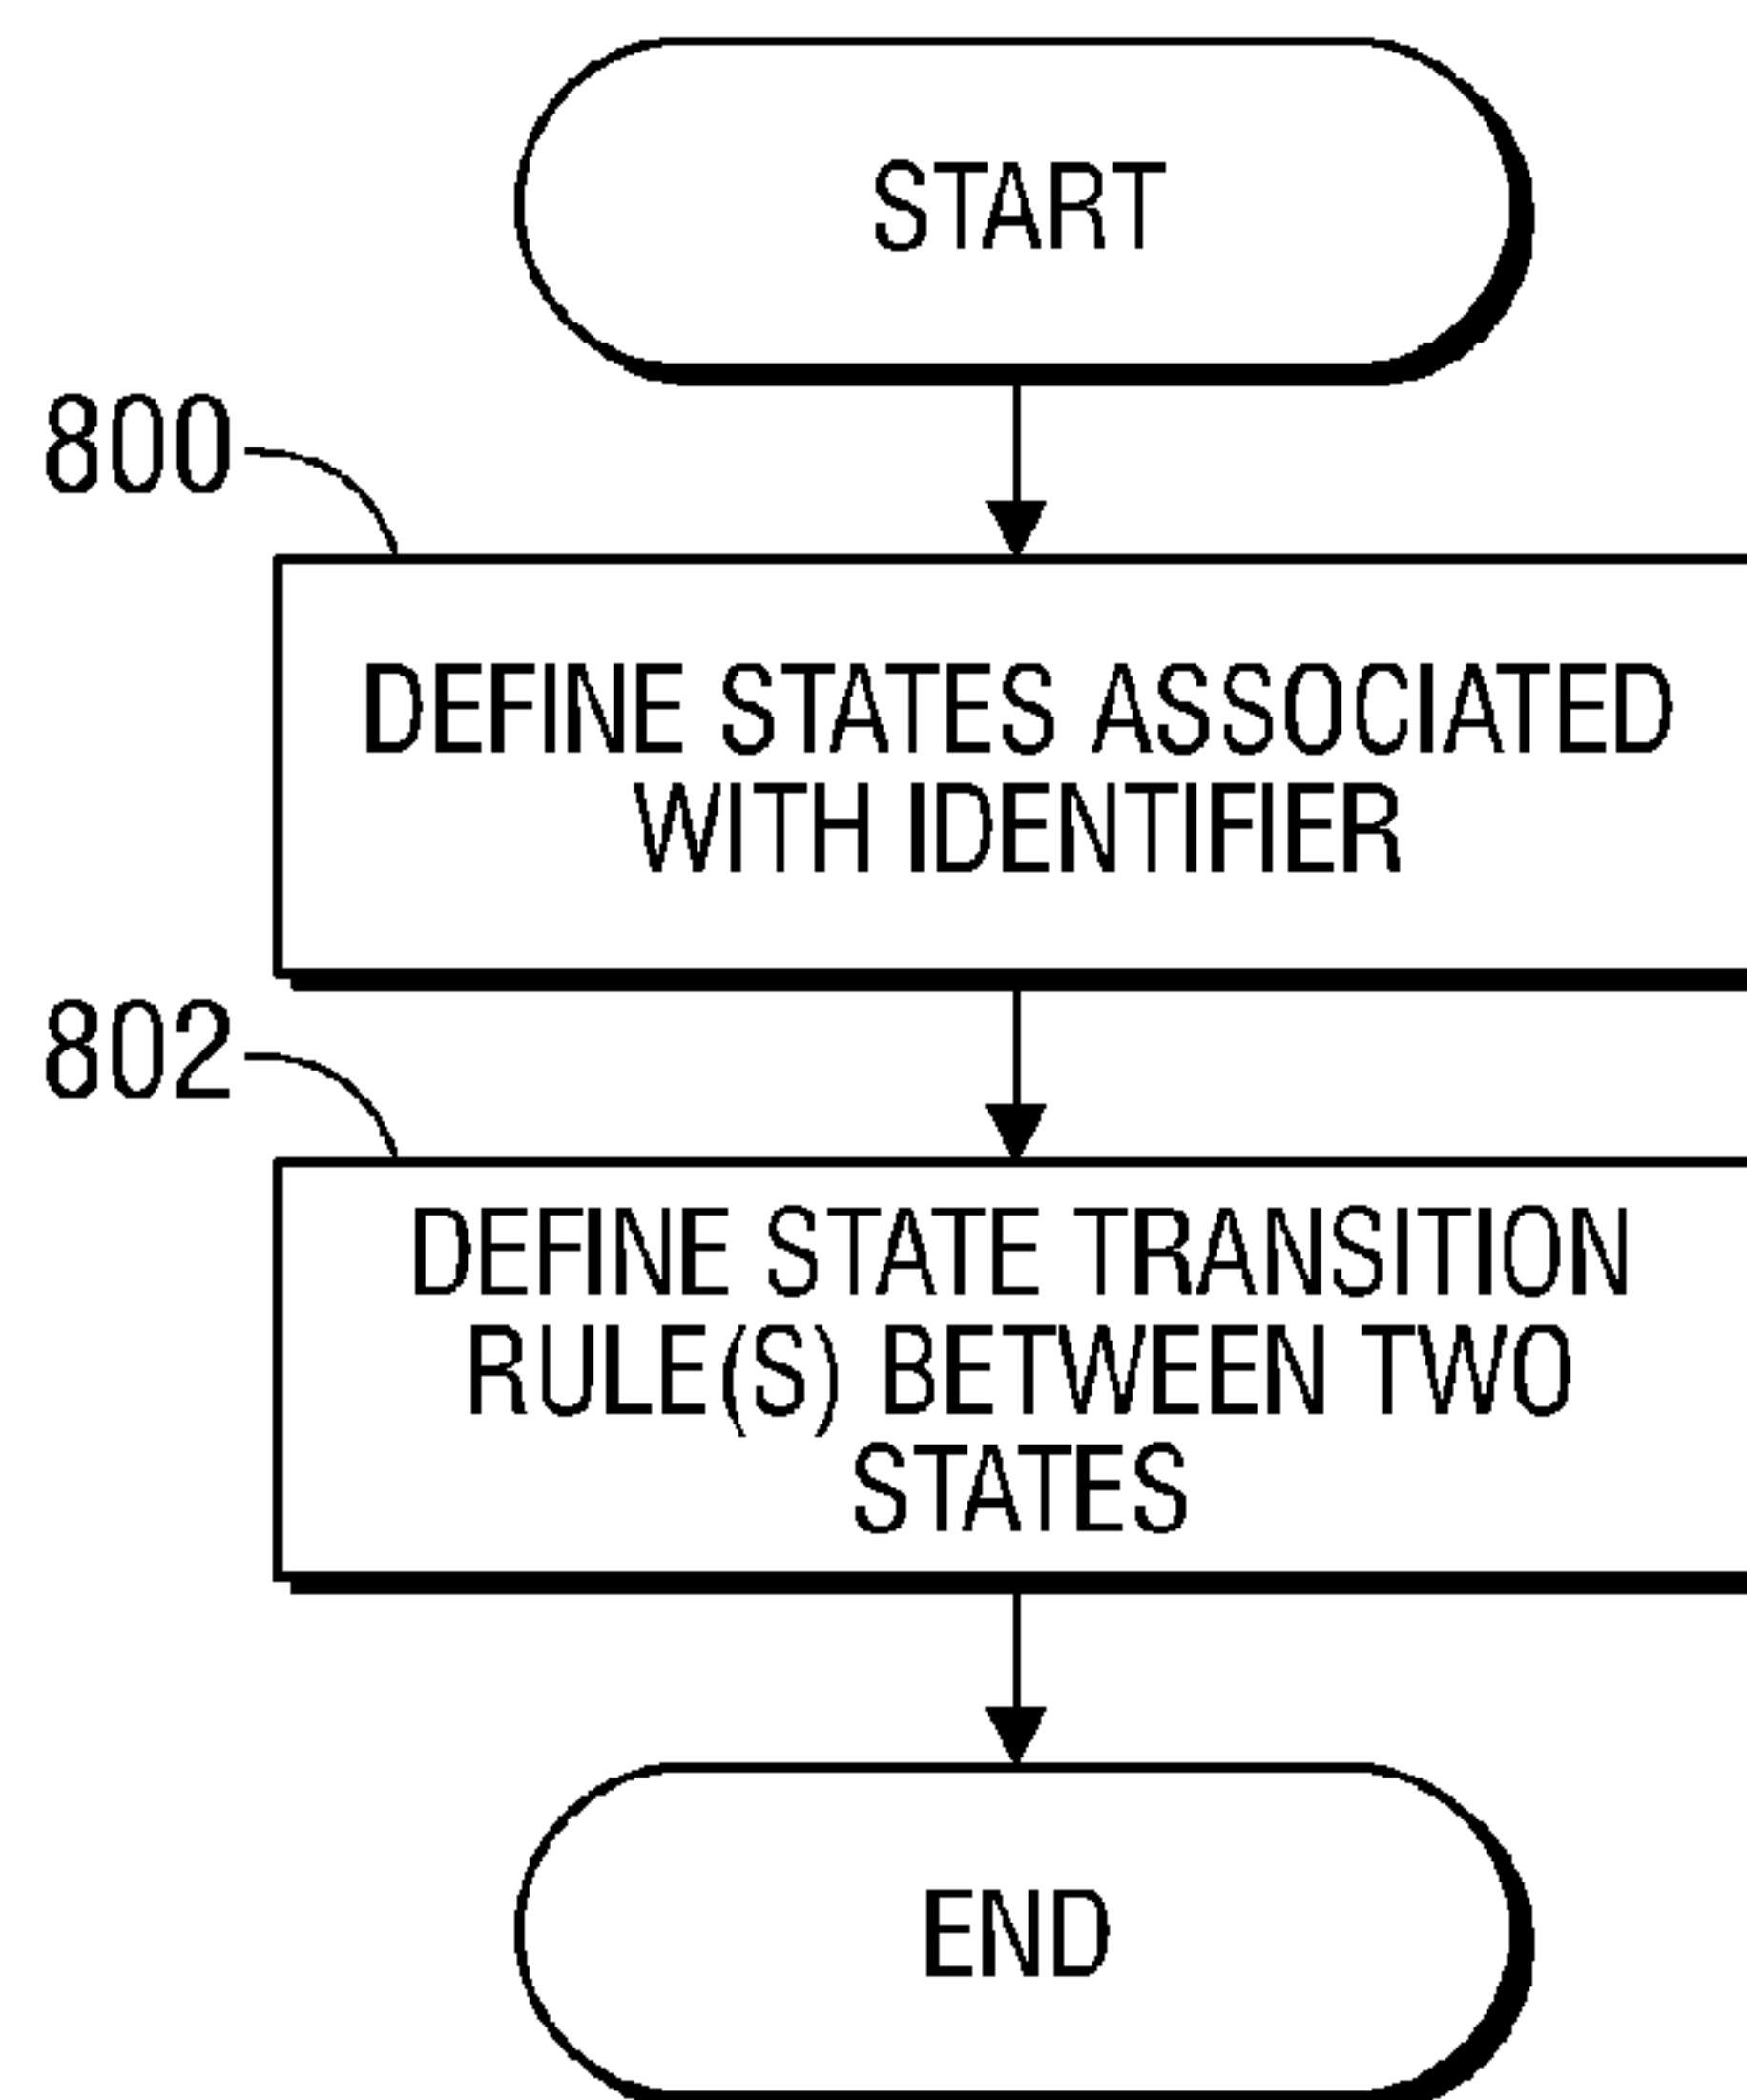 START
800
DEFINE STATES ASSOCIATED
WITH IDENTIFIER
802
DEFINE STATE TRANSITION
RULE(S) BETWEEN TWO
STATES
END